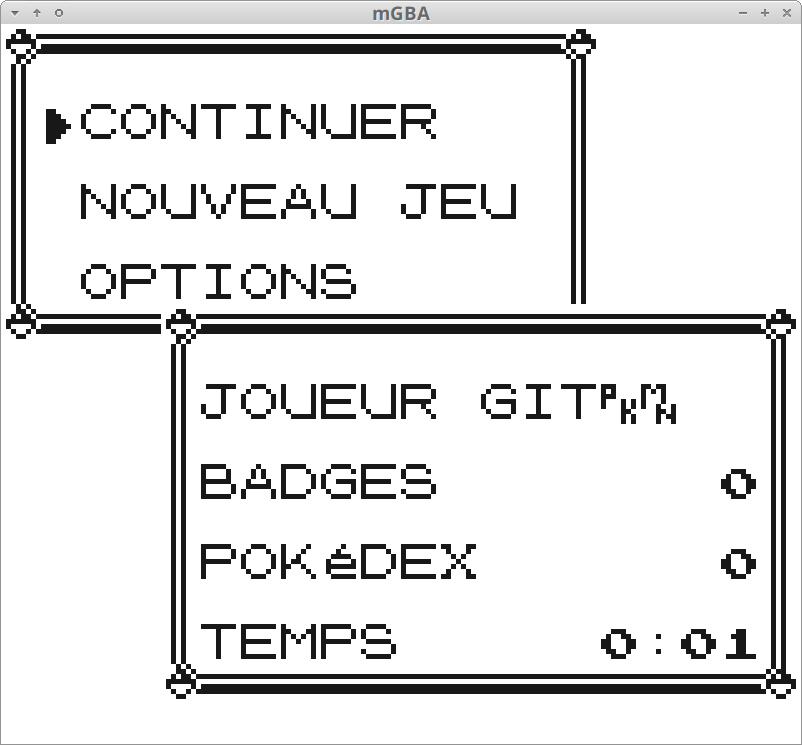 mGBA
CONTINUER
NOUVEAU JEU
OPTIONS
JOUEUR GITPKMN
BADGES 0
POKéDEX 0
TEMPS 0:01